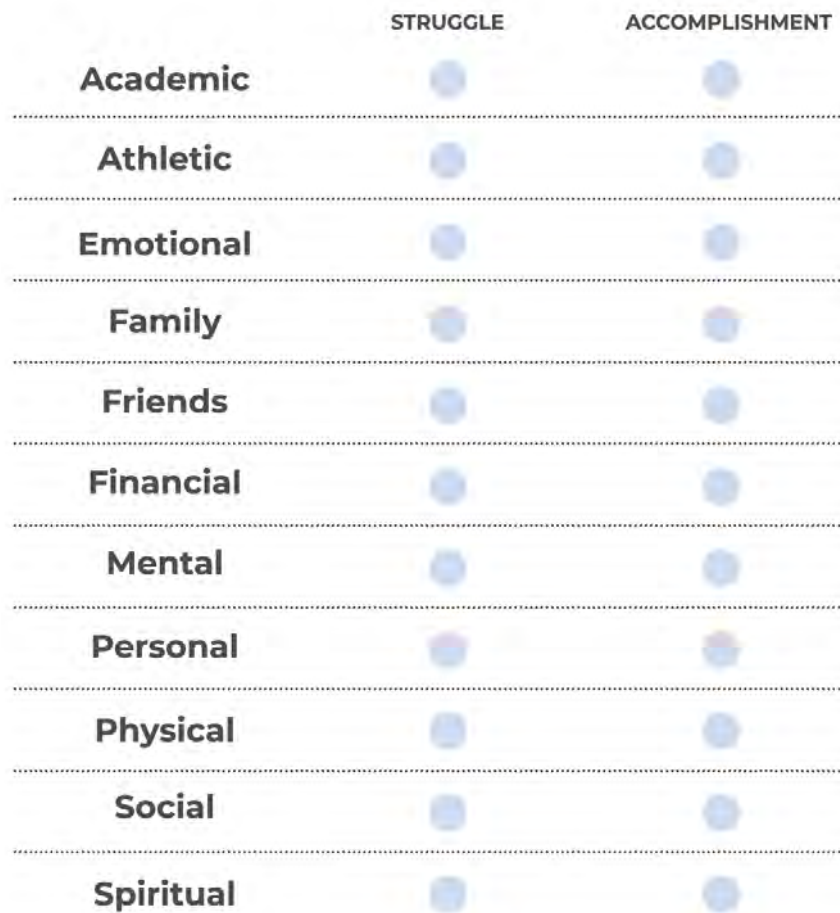 STRUGGLE ACCOMPLISHMENT
Academic
Athletic
Emotional
Family
Friends
Financial
Mental
Personal
Physical
Social
Spiritual